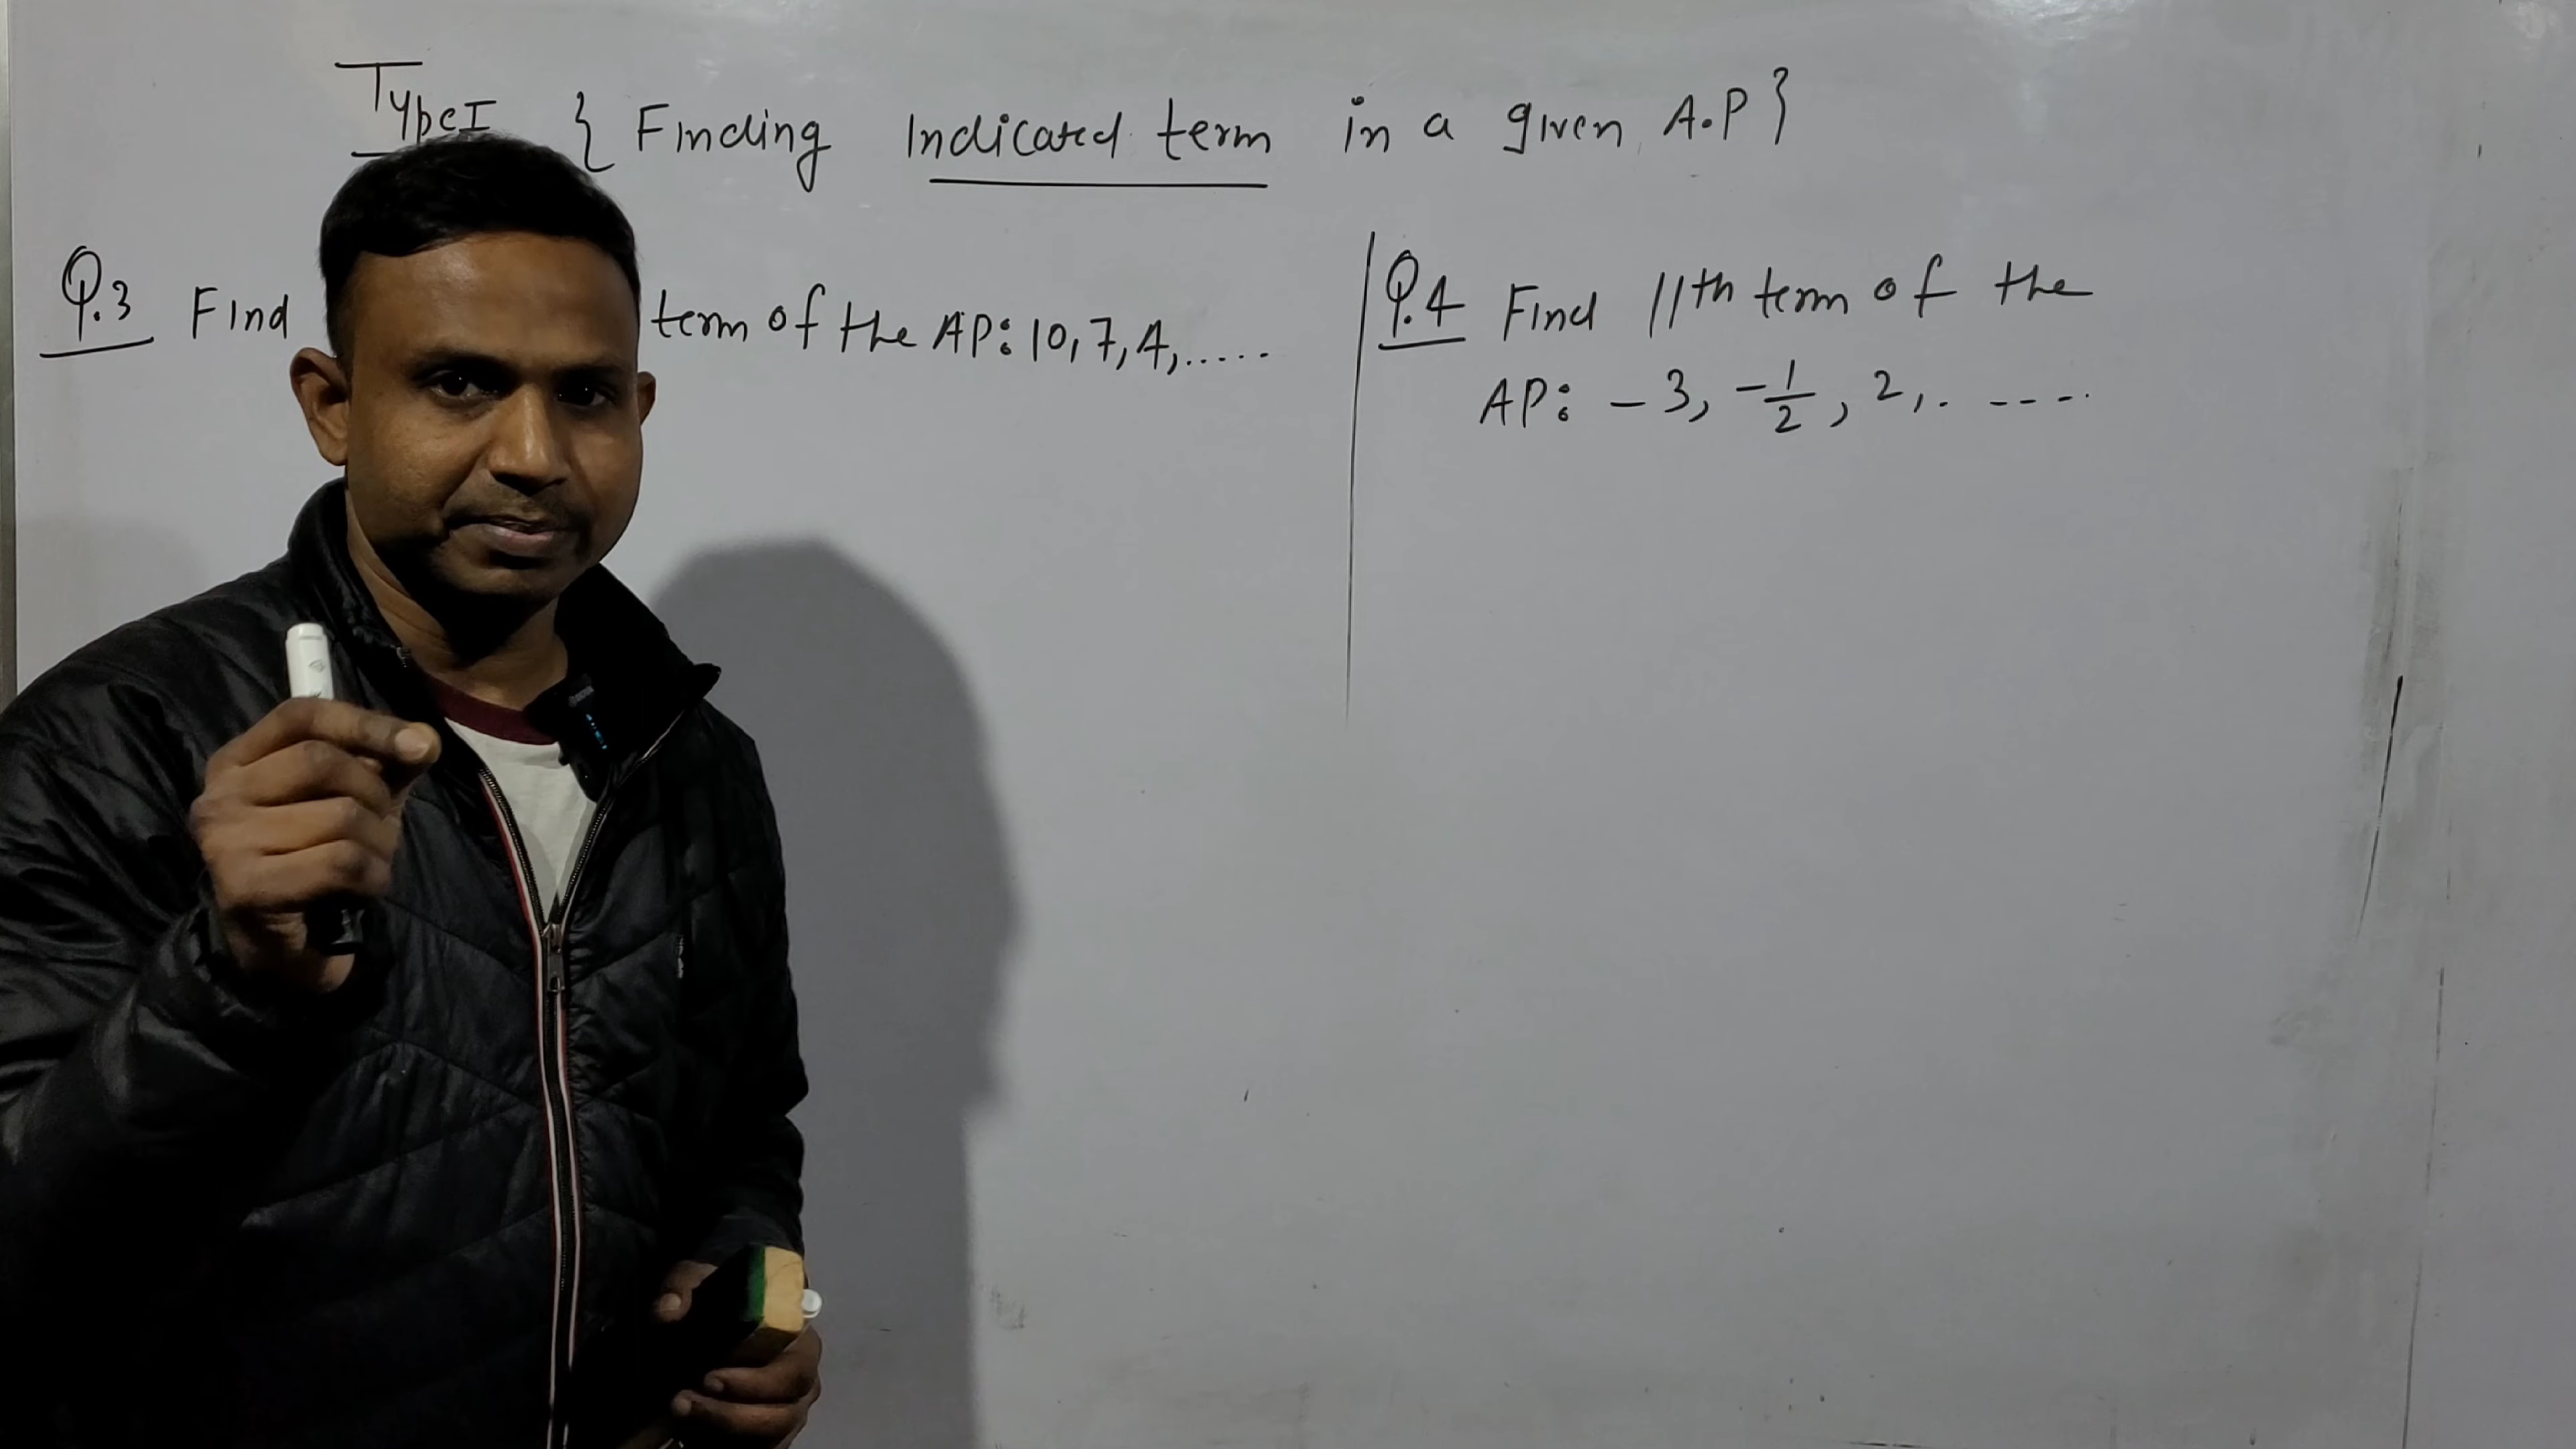 Type I { Finding Indicated term in a given A.P }
Q.3 Find term of the AP: 10, 7, 4, .....
Q.4 Find 11th term of the
AP: -3, -1/2, 2, . ----.